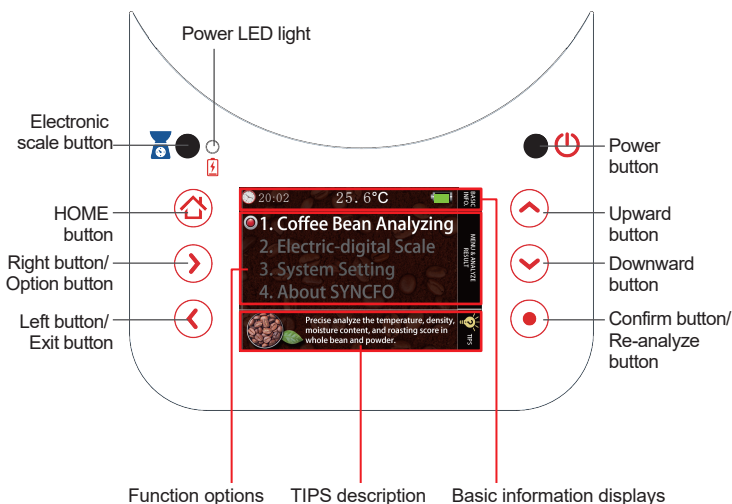 Power LED light
Electronic
scale button
Power
button
20:02
25.6°C
BASIC
INFO.
HOME
button
Upward
button
1. Coffee Bean Analyzing
2. Electric-digital Scale
3. System Setting
4. About SYNCFO
MENU & ANALYZE
RESULT
Right button/
Option button
Downward
button
Left button/
Exit button
Precise analyze the temperature, density,
moisture content, and roasting score in
whole bean and powder.
TIPS
Confirm button/
Re-analyze
button
Function options
TIPS description
Basic information displays